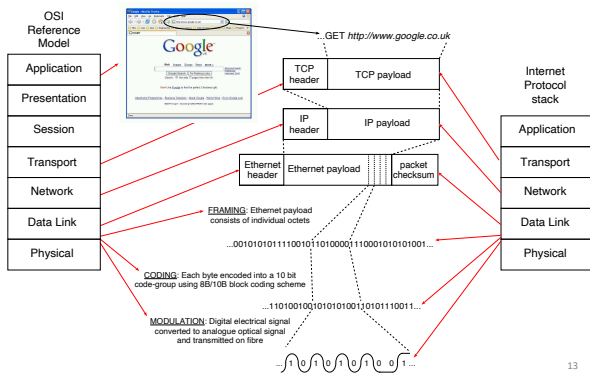 OSI
Reference
Model
Application
Presentation
Session
Transport
Network
Data Link
Physical
Google
...GET http://www.google.co.uk
TCP
header
TCP payload
IP
header
IP payload
Ethernet
header
Ethernet payload
packet
checksum
Internet
Protocol
stack
Application
Transport
Network
Data Link
Physical
FRAMING: Ethernet payload
consists of individual octets
...0010101011110010110100001110001010101001...
CODING: Each byte encoded into a 10 bit
code-group using 8B/10B block coding scheme
...11010010010101010011010111 0011...
MODULATION: Digital electrical signal
converted to analogue optical signal
and transmitted on fibre
... 1 0 1 0 1 0 1 0 0 1 ...
13